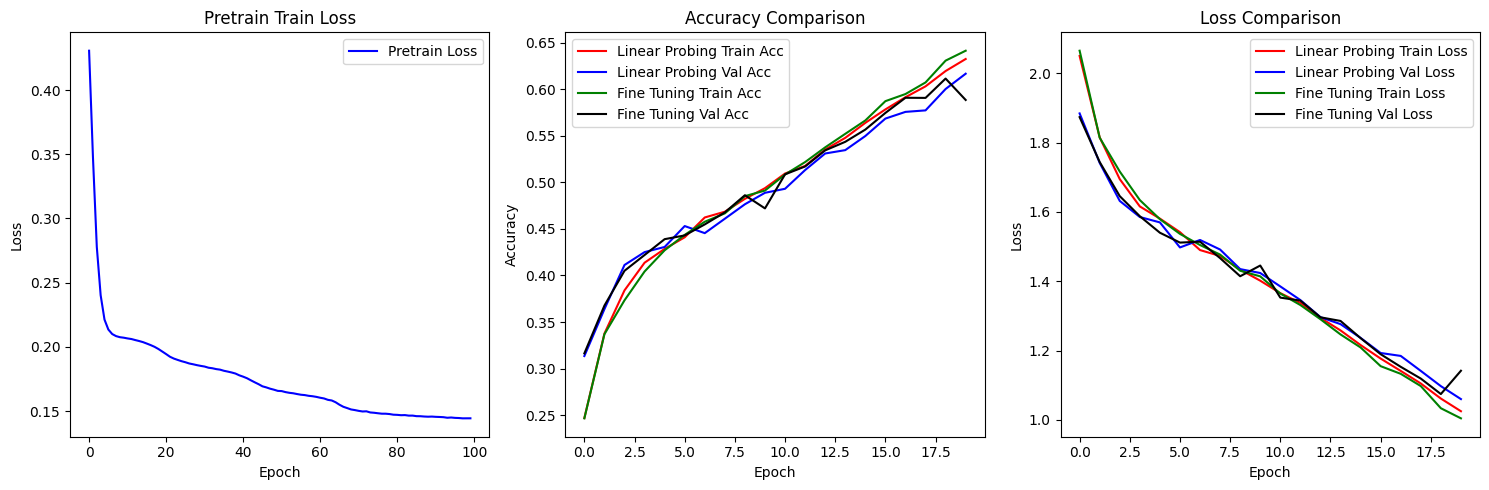 Pretrain Train Loss
Pretrain Loss
0.40
0.35
0.30
0.25
0.20
0.15
Loss
0
20
40
60
80
100
Epoch
Accuracy Comparison
Linear Probing Train Acc
Linear Probing Val Acc
Fine Tuning Train Acc
Fine Tuning Val Acc
0.65
0.60
0.55
0.50
0.45
0.40
0.35
0.30
0.25
Accuracy
0.0
2.5
5.0
7.5
10.0
12.5
15.0
17.5
Epoch
Loss Comparison
Linear Probing Train Loss
Linear Probing Val Loss
Fine Tuning Train Loss
Fine Tuning Val Loss
2.0
1.8
1.6
1.4
1.2
1.0
Loss
0.0
2.5
5.0
7.5
10.0
12.5
15.0
17.5
Epoch